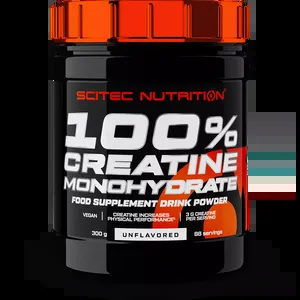 SCITEC NUTRITION
100%
CREATINE
MONOHYDRATE
FOOD SUPPLEMENT DRINK POWDER
VEGAN
CREATINE INCREASES
PHYSICAL PERFORMANCE*
3 G CREATINE
PER SERVING
300 g
UNFLAVORED
88 servings